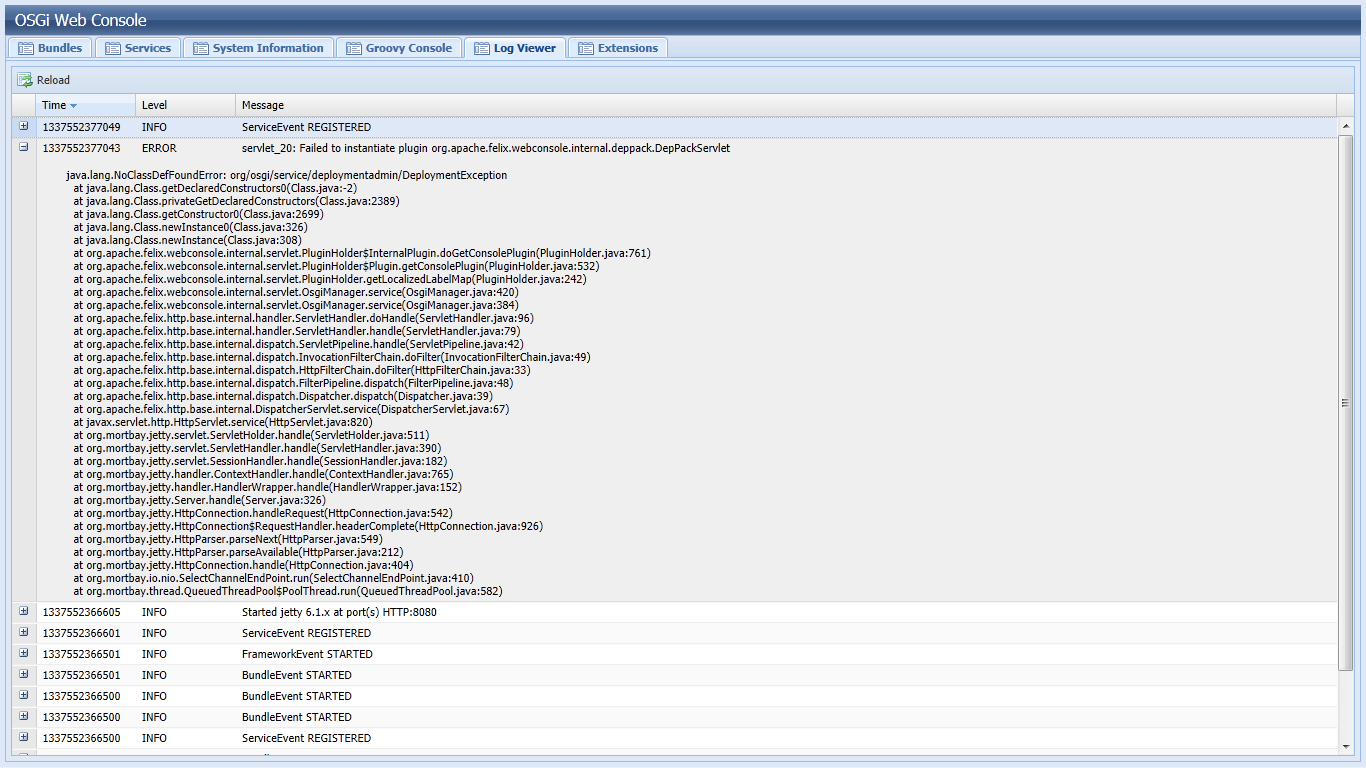 OSGi Web Console
Bundles Services System Information Groovy Console Log Viewer Extensions
Reload
Time Level Message
1337552377049 INFO ServiceEvent REGISTERED
1337552377043 ERROR servlet_20: Failed to instantiate plugin org.apache.felix.webconsole.internal.deppack.DepPackServlet
java.lang.NoClassDefFoundError: org/osgi/service/deploymentadmin/DeploymentException
at java.lang.Class.getDeclaredConstructors0(Class.java:-2)
at java.lang.Class.privateGetDeclaredConstructors(Class.java:2389)
at java.lang.Class.getConstructor0(Class.java:2699)
at java.lang.Class.newInstance0(Class.java:326)
at java.lang.Class.newInstance(Class.java:308)
at org.apache.felix.webconsole.internal.servlet.PluginHolder$InternalPlugin.doGetConsolePlugin(PluginHolder.java:761)
at org.apache.felix.webconsole.internal.servlet.PluginHolder$Plugin.getConsolePlugin(PluginHolder.java:532)
at org.apache.felix.webconsole.internal.servlet.PluginHolder.getLocalizedLabelMap(PluginHolder.java:242)
at org.apache.felix.webconsole.internal.servlet.OsgiManager.service(OsgiManager.java:420)
at org.apache.felix.webconsole.internal.servlet.OsgiManager.service(OsgiManager.java:384)
at org.apache.felix.http.base.internal.handler.ServletHandler.doHandle(ServletHandler.java:96)
at org.apache.felix.http.base.internal.handler.ServletHandler.handle(ServletHandler.java:79)
at org.apache.felix.http.base.internal.dispatch.ServletPipeline.handle(ServletPipeline.java:42)
at org.apache.felix.http.base.internal.dispatch.InvocationFilterChain.doFilter(InvocationFilterChain.java:49)
at org.apache.felix.http.base.internal.dispatch.HttpFilterChain.doFilter(HttpFilterChain.java:33)
at org.apache.felix.http.base.internal.dispatch.FilterPipeline.dispatch(FilterPipeline.java:48)
at org.apache.felix.http.base.internal.dispatch.Dispatcher.dispatch(Dispatcher.java:39)
at org.apache.felix.http.base.internal.DispatcherServlet.service(DispatcherServlet.java:67)
at javax.servlet.http.HttpServlet.service(HttpServlet.java:820)
at org.mortbay.jetty.servlet.ServletHolder.handle(ServletHolder.java:511)
at org.mortbay.jetty.servlet.ServletHandler.handle(ServletHandler.java:390)
at org.mortbay.jetty.servlet.SessionHandler.handle(SessionHandler.java:182)
at org.mortbay.jetty.handler.ContextHandler.handle(ContextHandler.java:765)
at org.mortbay.jetty.handler.HandlerWrapper.handle(HandlerWrapper.java:152)
at org.mortbay.jetty.Server.handle(Server.java:326)
at org.mortbay.jetty.HttpConnection.handleRequest(HttpConnection.java:542)
at org.mortbay.jetty.HttpConnection$RequestHandler.headerComplete(HttpConnection.java:926)
at org.mortbay.jetty.HttpParser.parseNext(HttpParser.java:549)
at org.mortbay.jetty.HttpParser.parseAvailable(HttpParser.java:212)
at org.mortbay.jetty.HttpConnection.handle(HttpConnection.java:404)
at org.mortbay.io.nio.SelectChannelEndPoint.run(SelectChannelEndPoint.java:410)
at org.mortbay.thread.QueuedThreadPool$PoolThread.run(QueuedThreadPool.java:582)
1337552366605 INFO Started jetty 6.1.x at port(s) HTTP:8080
1337552366601 INFO ServiceEvent REGISTERED
1337552366501 INFO FrameworkEvent STARTED
1337552366501 INFO BundleEvent STARTED
1337552366500 INFO BundleEvent STARTED
1337552366500 INFO BundleEvent STARTED
1337552366500 INFO ServiceEvent REGISTERED